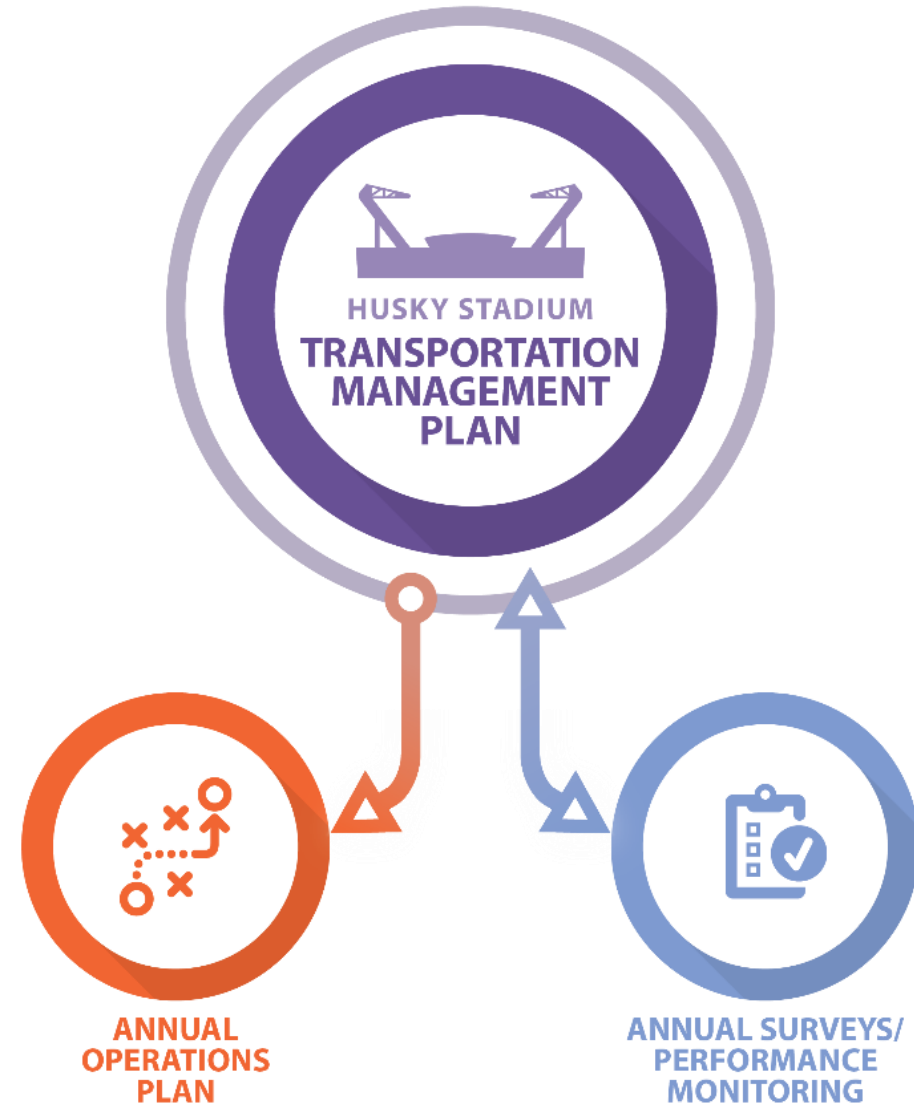 HUSKY STADIUM
TRANSPORTATION
MANAGEMENT
PLAN
ANNUAL
OPERATIONS
PLAN
ANNUAL SURVEYS/
PERFORMANCE
MONITORING